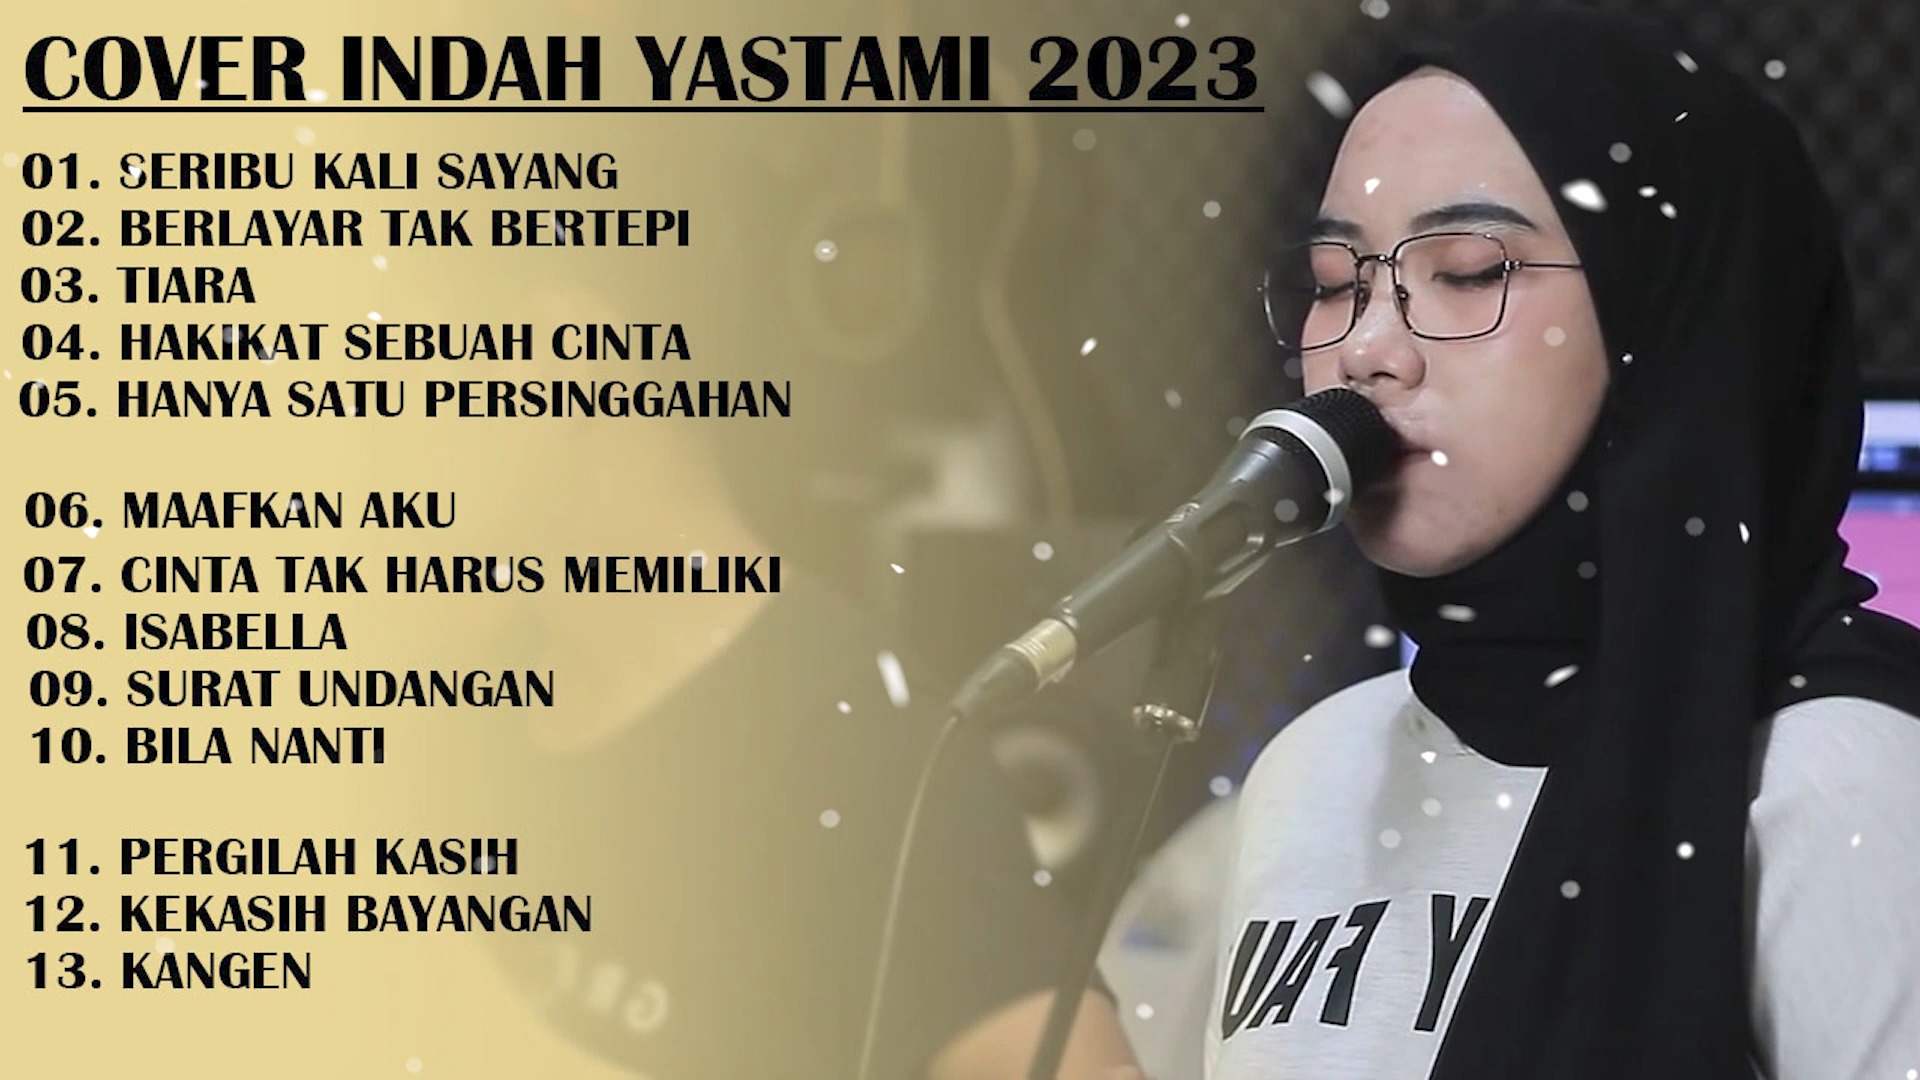 COVER INDAH YASTAMI 2023
01. SERIBU KALI SAYANG
02. BERLAYAR TAK BERTEPI
03. TIARA
04. HAKIKAT SEBUAH CINTA
05. HANYA SATU PERSINGGAHAN
06. MAAFKAN AKU
07. CINTA TAK HARUS MEMILIKI
08. ISABELLA
09. SURAT UNDANGAN
10. BILA NANTI
11. PERGILAH KASIH
12. KEKASIH BAYANGAN
13. KANGEN